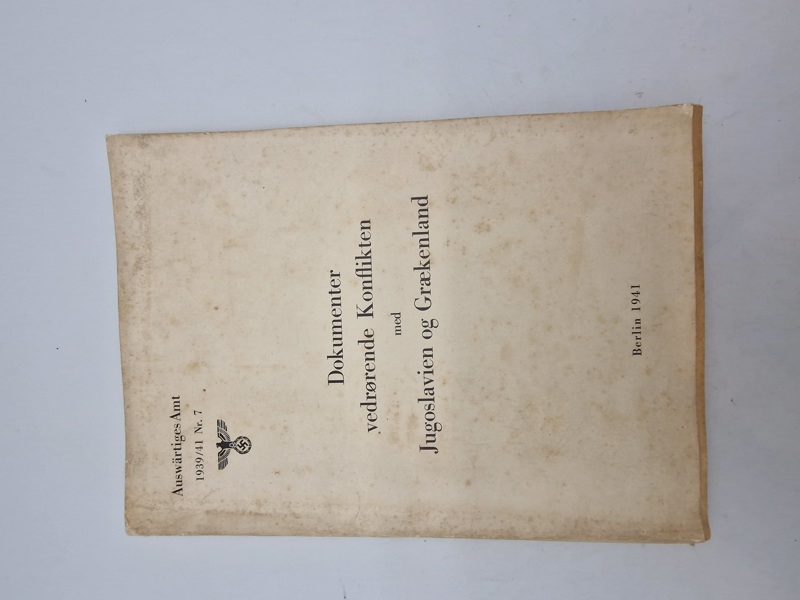 Auswärtiges Amt
1939/41 Nr. 7
Dokumenter
vedrørende Konflikten
med
Jugoslavien og Grækenland
Berlin 1941